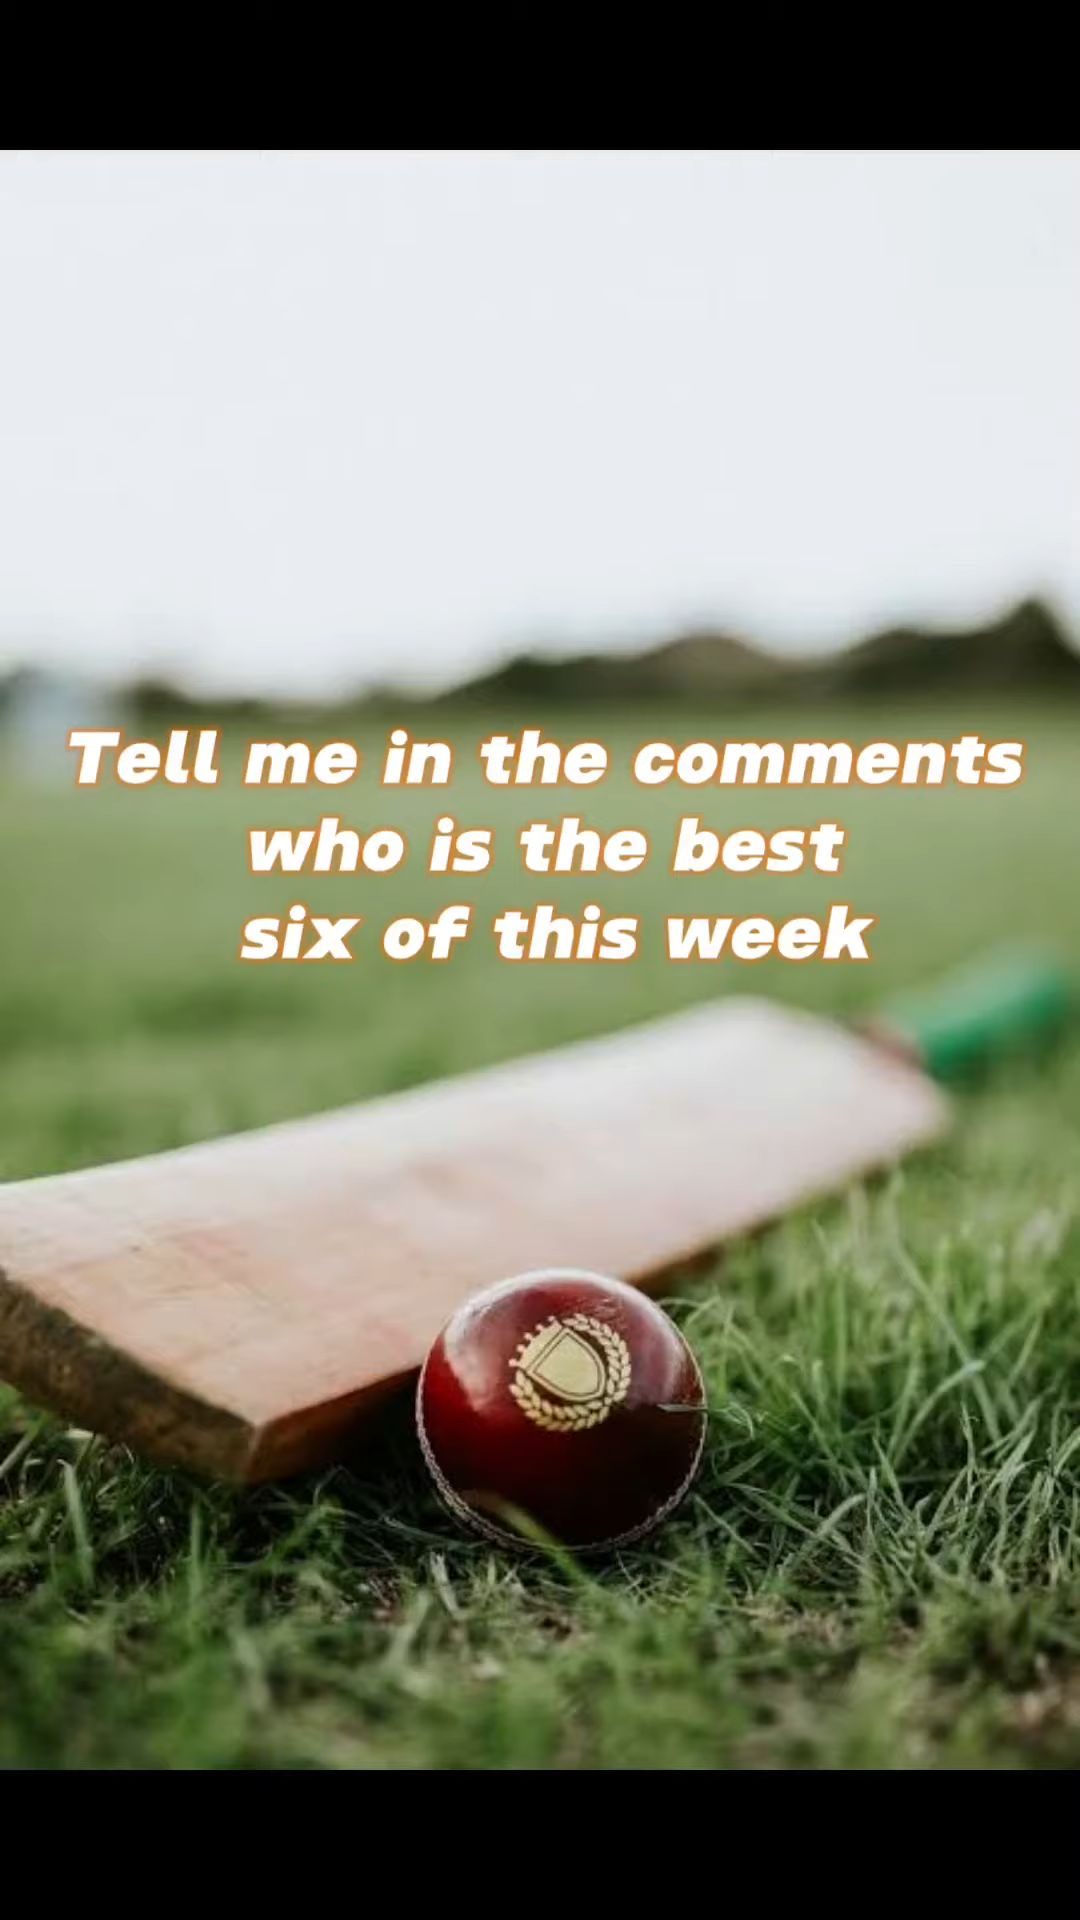 Tell me in the comments
who is the best
six of this week